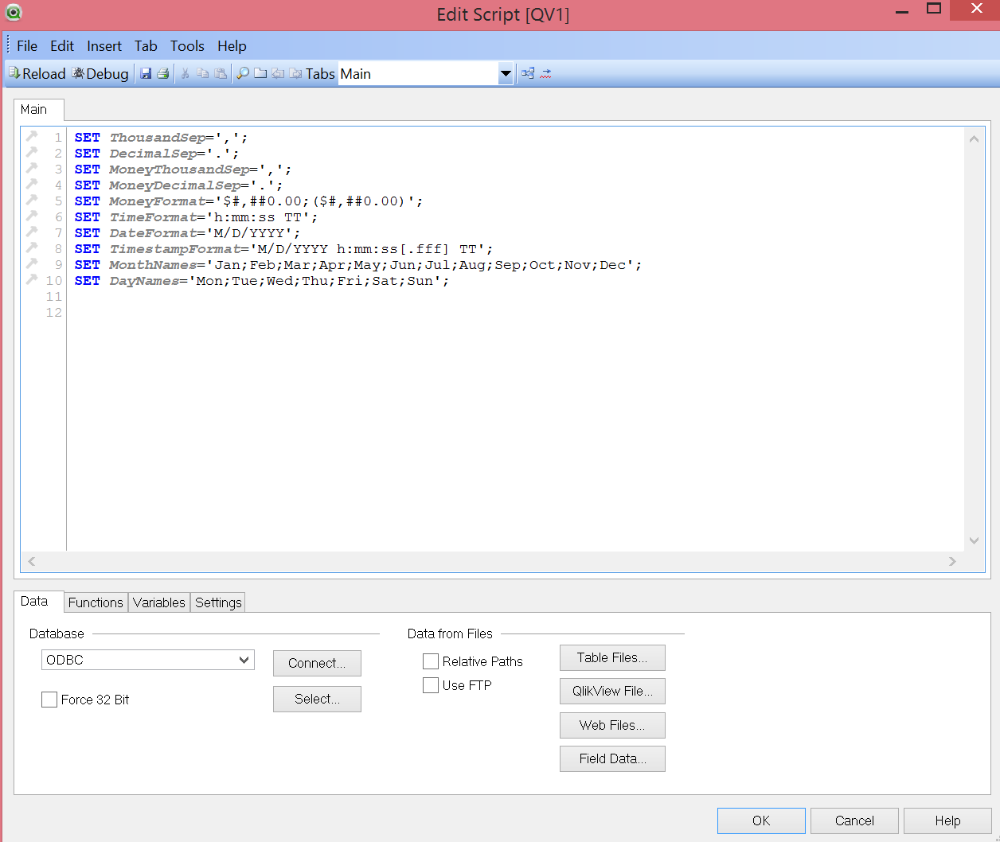 Edit Script [QV1]
File Edit Insert Tab Tools Help
Reload Debug Tabs Main
Main
1 SET ThousandSep=',';
2 SET DecimalSep='.';
3 SET MoneyThousandSep=',';
4 SET MoneyDecimalSep='.';
5 SET MoneyFormat='$#,##0.00;($#,##0.00)';
6 SET TimeFormat='h:mm:ss TT';
7 SET DateFormat='M/D/YYYY';
8 SET TimestampFormat='M/D/YYYY h:mm:ss[.fff] TT';
9 SET MonthNames='Jan;Feb;Mar;Apr;May;Jun;Jul;Aug;Sep;Oct;Nov;Dec';
10 SET DayNames='Mon;Tue;Wed;Thu;Fri;Sat;Sun';
11
12
Data Functions Variables Settings
Database
ODBC
Connect...
Force 32 Bit
Select...
Data from Files
Relative Paths
Use FTP
Table Files...
QlikView File...
Web Files...
Field Data...
OK Cancel Help